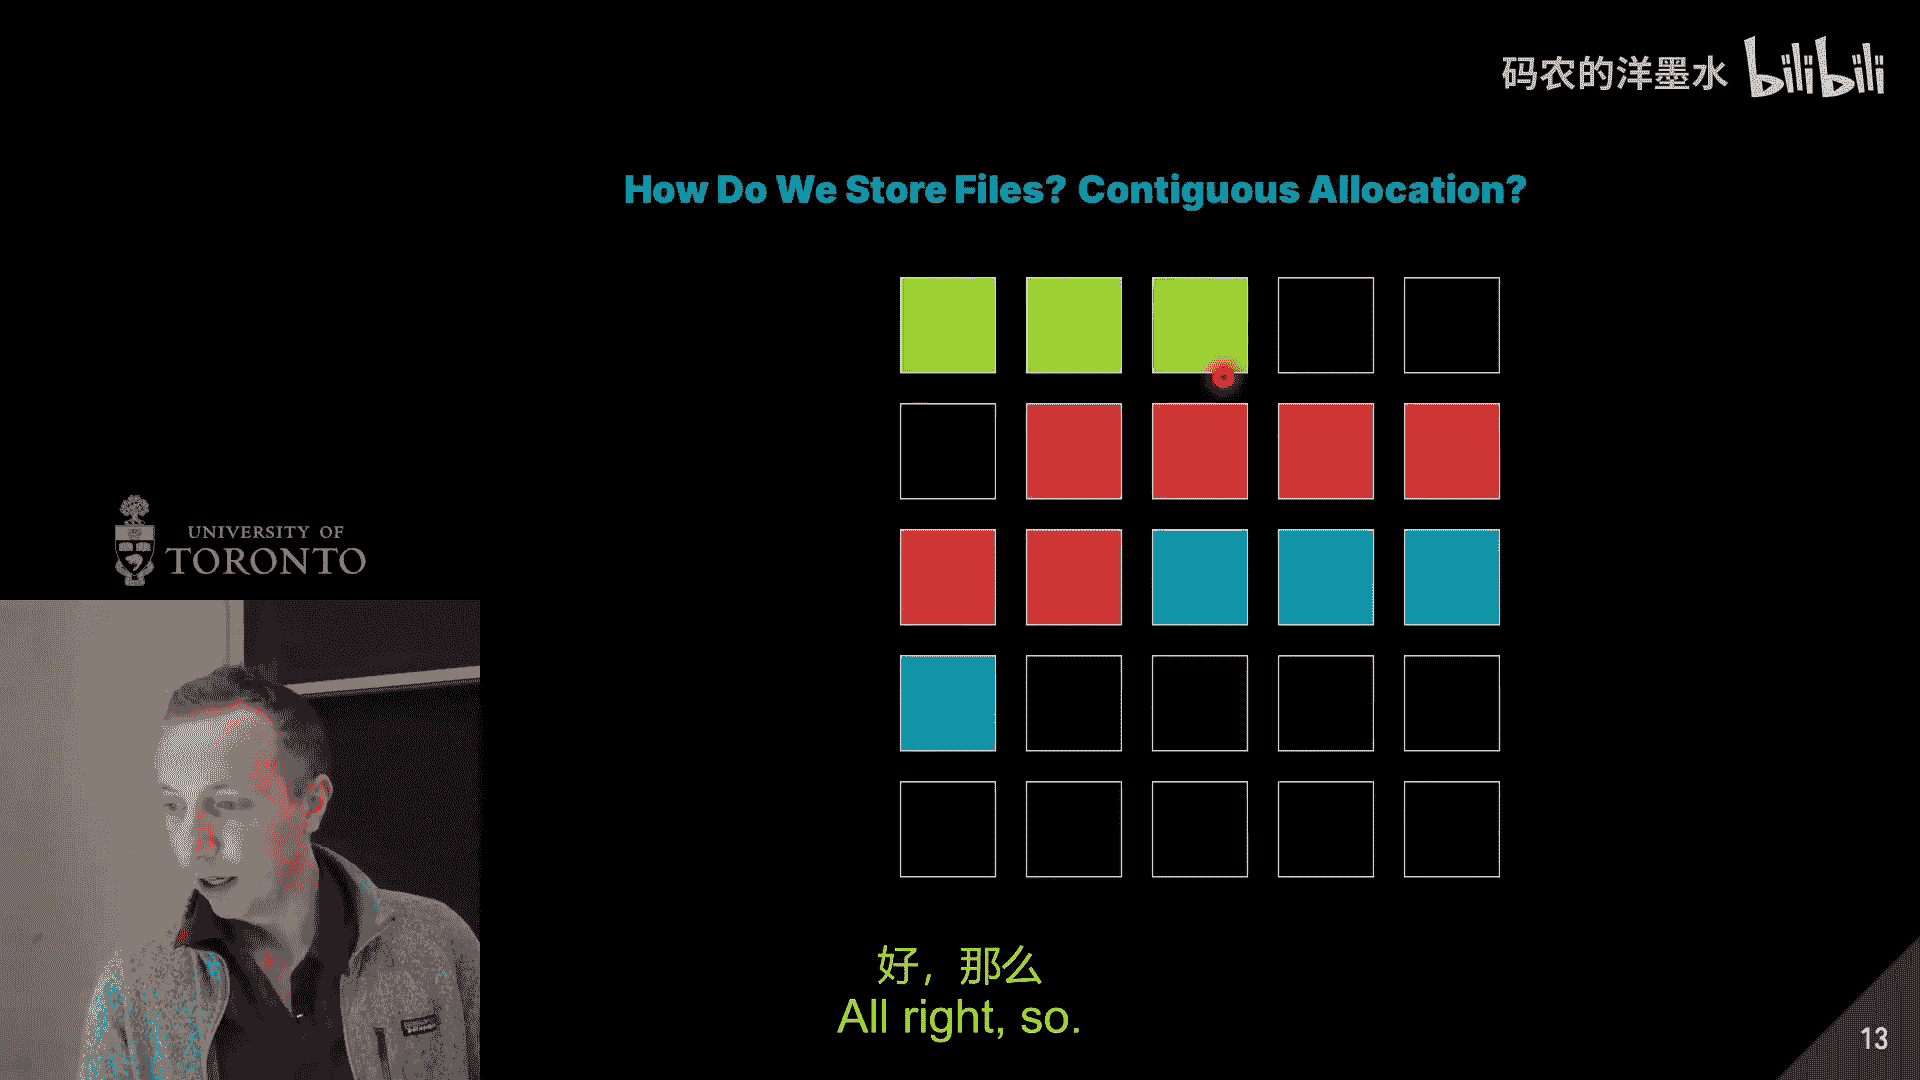 码农的洋墨水 bilibili
How Do We Store Files? Contiguous Allocation?
UNIVERSITY OF
TORONTO
好，那么
All right, so.
13